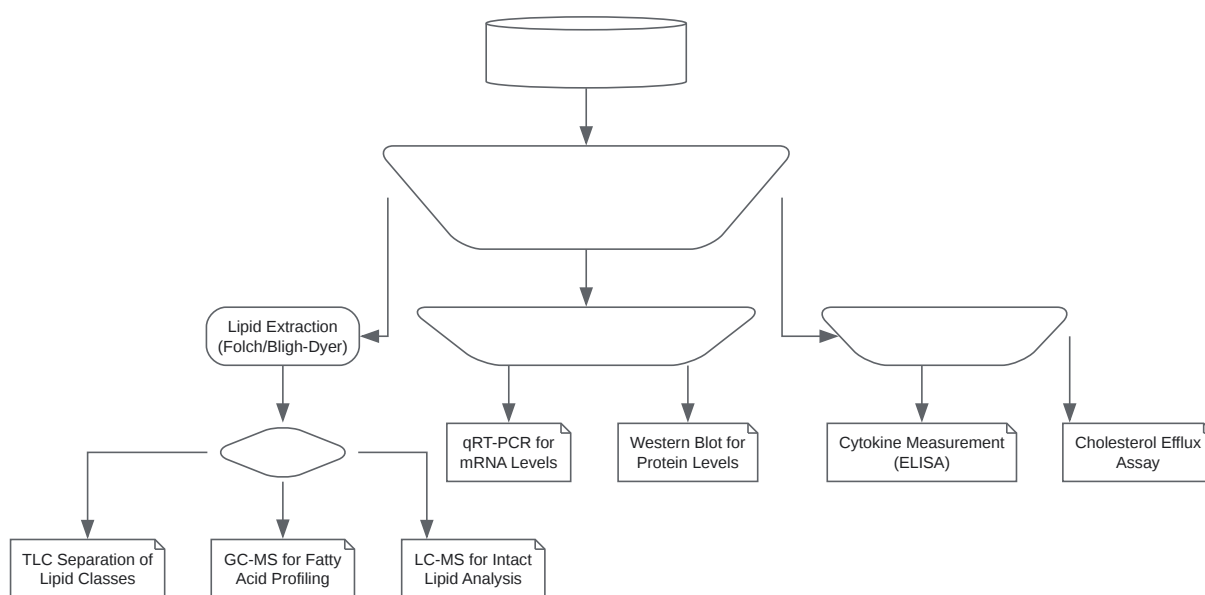 Lipid Extraction
(Folch/Bligh-Dyer)
qRT-PCR for
mRNA Levels
Western Blot for
Protein Levels
Cytokine Measurement
(ELISA)
Cholesterol Efflux
Assay
TLC Separation of
Lipid Classes
GC-MS for Fatty
Acid Profiling
LC-MS for Intact
Lipid Analysis